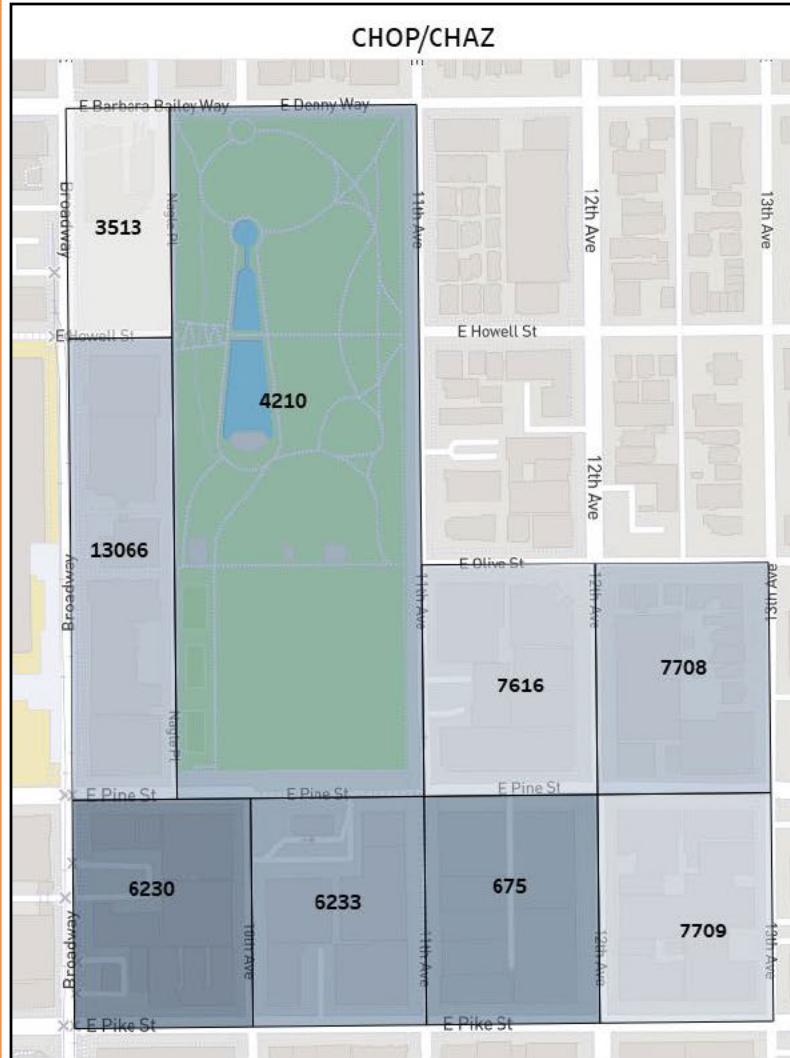 CHOP/CHAZ
E Barbara Bailey Way
E Denny Way
Broadway
3513
Nagle Pl
11th Ave
12th Ave
13th Ave
E Howell St
E Howell St
4210
12th Ave
13066
Broadway
E Olive St
11th Ave
12th Ave
13th Ave
7616
7708
Nagle Pl
E Pine St
E Pine St
E Pine St
6230
6233
675
7709
Broadway
10th Ave
11th Ave
12th Ave
13th Ave
E Pike St
E Pike St